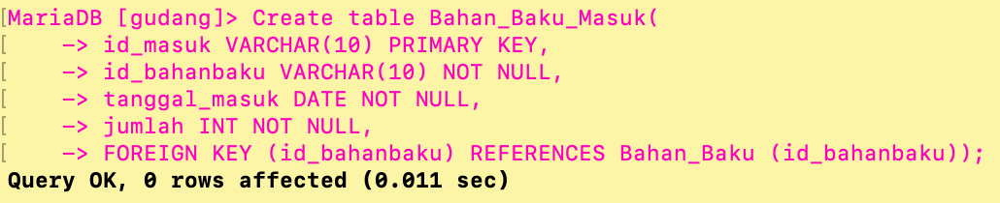 [MariaDB [gudang]> Create table Bahan_Baku_Masuk(
[    -> id_masuk VARCHAR(10) PRIMARY KEY,
[    -> id_bahanbaku VARCHAR(10) NOT NULL,
[    -> tanggal_masuk DATE NOT NULL,
[    -> jumlah INT NOT NULL,
[    -> FOREIGN KEY (id_bahanbaku) REFERENCES Bahan_Baku (id_bahanbaku));
Query OK, 0 rows affected (0.011 sec)